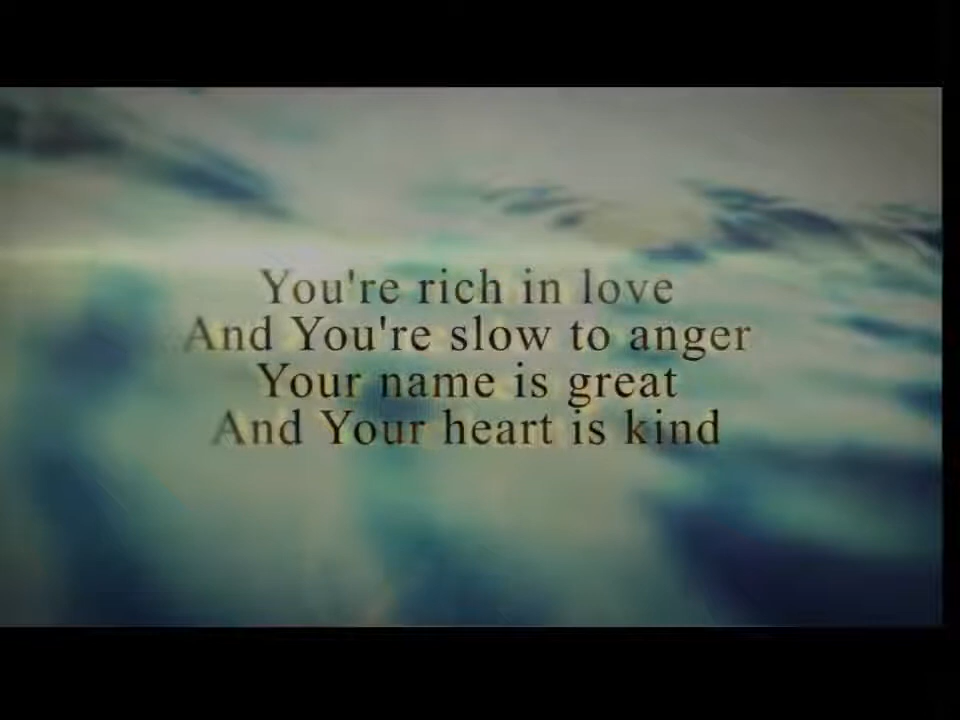 You're rich in love
And You're slow to anger
Your name is great
And Your heart is kind